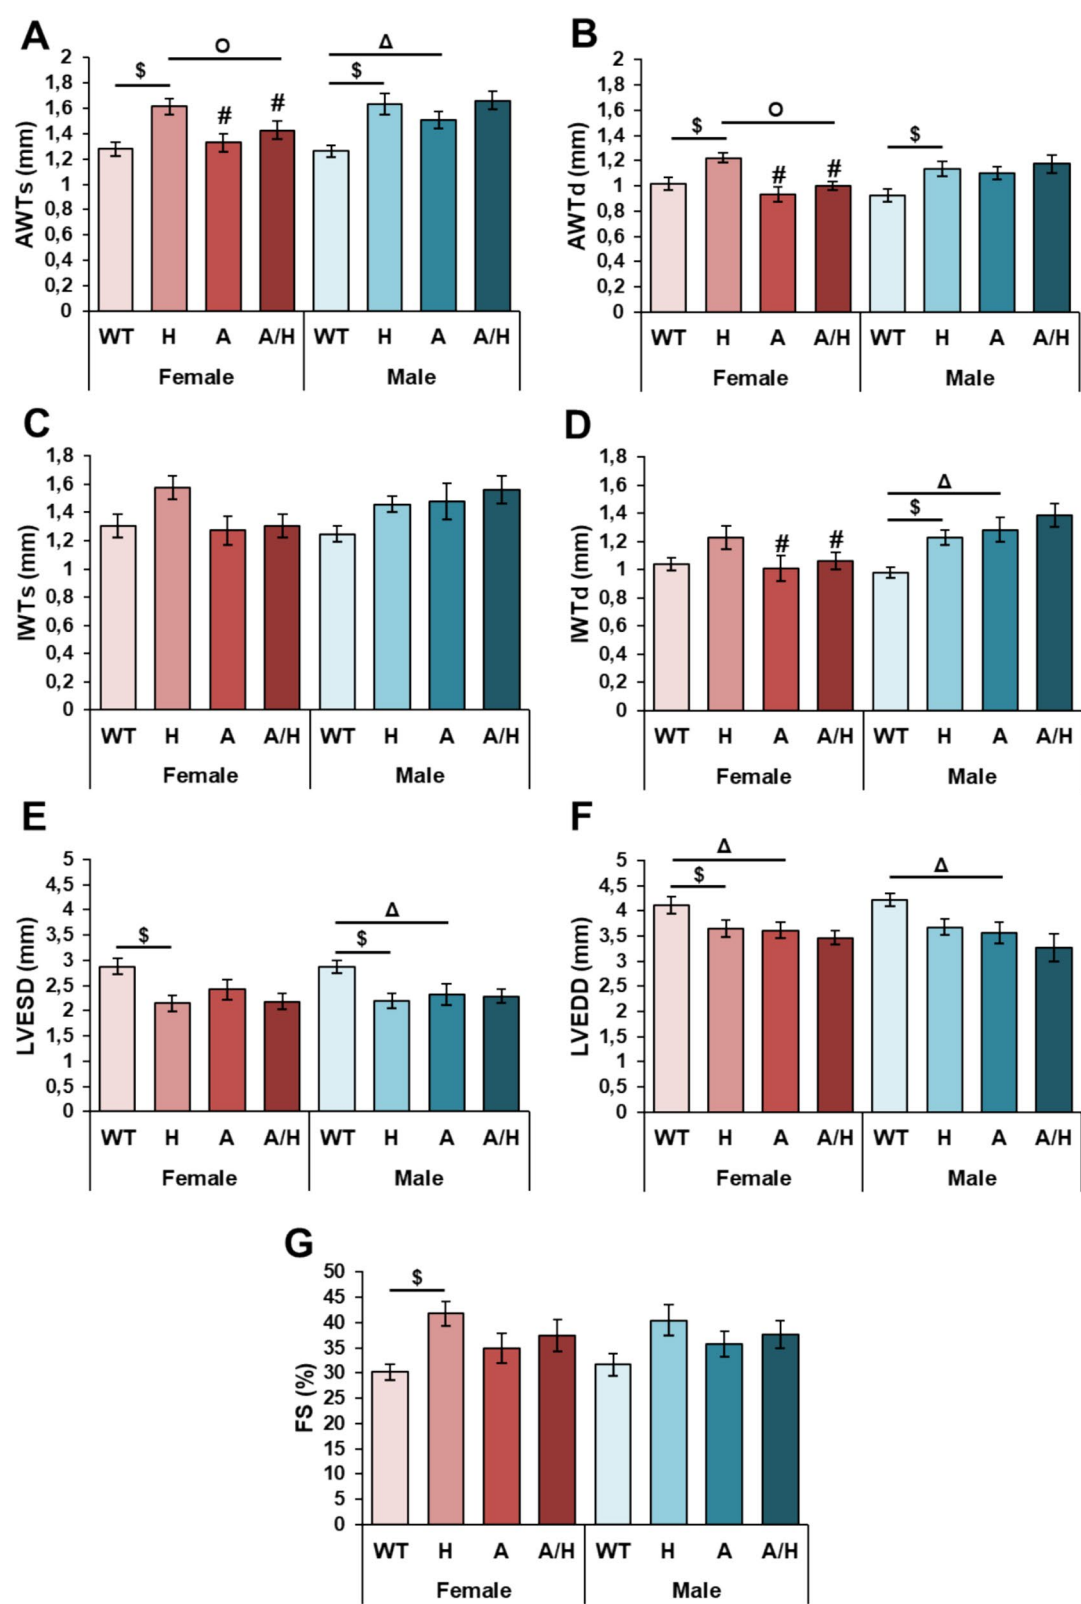 A
AWTs (mm)
2
1,8
1,6
1,4
1,2
1
0,8
0,6
0,4
0,2
0
$
O
#
#
$
Δ
WT H A A/H WT H A A/H
Female Male
B
AWTd (mm)
2
1,8
1,6
1,4
1,2
1
0,8
0,6
0,4
0,2
0
$
O
#
#
$
WT H A A/H WT H A A/H
Female Male
C
IWTs (mm)
1,8
1,6
1,4
1,2
1
0,8
0,6
0,4
0,2
0
WT H A A/H WT H A A/H
Female Male
D
IWTd (mm)
1,8
1,6
1,4
1,2
1
0,8
0,6
0,4
0,2
0
#
#
$
Δ
WT H A A/H WT H A A/H
Female Male
E
LVESD (mm)
5
4,5
4
3,5
3
2,5
2
1,5
1
0,5
0
$
$
Δ
WT H A A/H WT H A A/H
Female Male
F
LVEDD (mm)
5
4,5
4
3,5
3
2,5
2
1,5
1
0,5
0
Δ
$
Δ
WT H A A/H WT H A A/H
Female Male
G
FS (%)
50
45
40
35
30
25
20
15
10
5
0
$
WT H A A/H WT H A A/H
Female Male